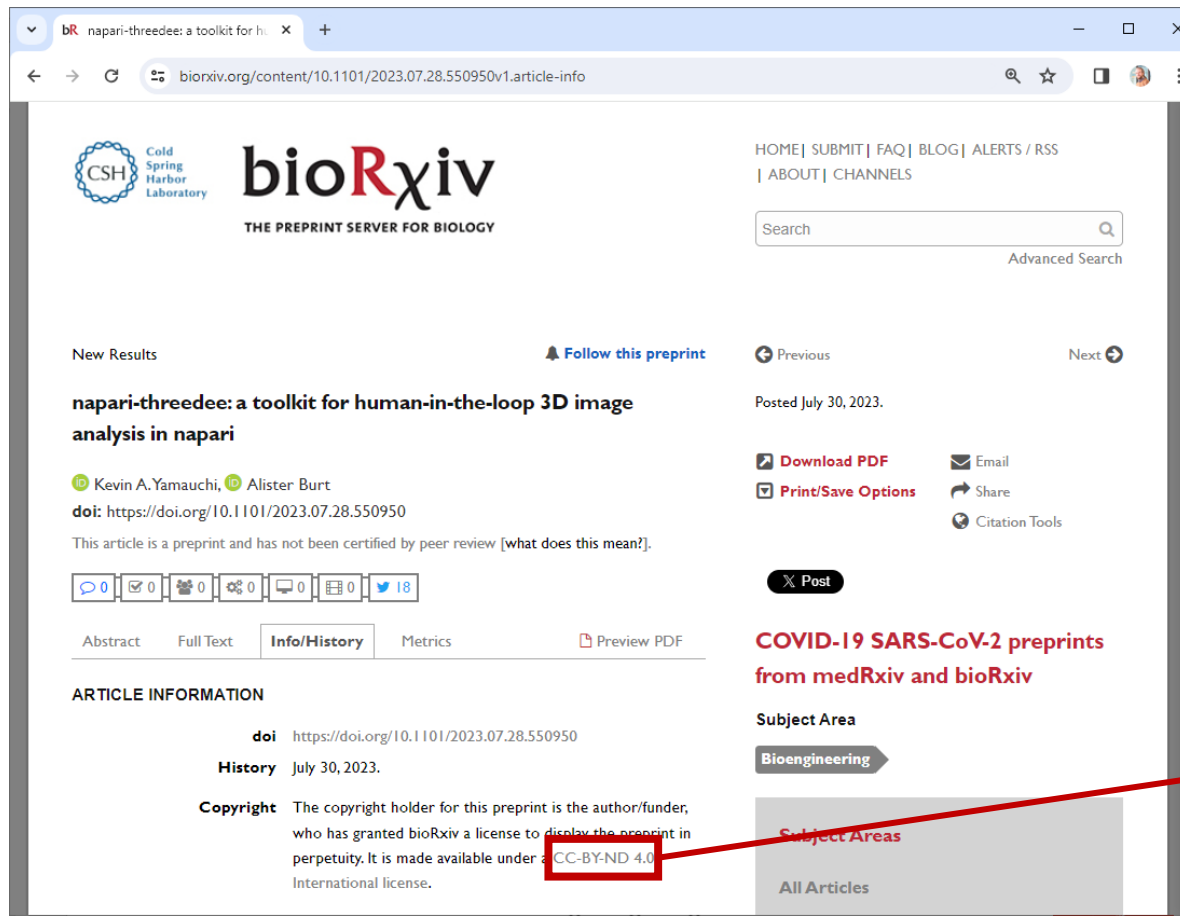 bR napari-threedee: a toolkit for hu
biorxiv.org/content/10.1101/2023.07.28.550950v1.article-info
CSH Cold Spring Harbor Laboratory
bioRχiv
THE PREPRINT SERVER FOR BIOLOGY
HOME| SUBMIT| FAQ| BLOG| ALERTS / RSS
| ABOUT| CHANNELS
Search
Advanced Search
New Results
Follow this preprint
Previous
Next
napari-threedee: a toolkit for human-in-the-loop 3D image
analysis in napari
Posted July 30, 2023.
iD Kevin A. Yamauchi, iD Alister Burt
doi: https://doi.org/10.1101/2023.07.28.550950
This article is a preprint and has not been certified by peer review [what does this mean?].
Download PDF
Email
Print/Save Options
Share
Citation Tools
0 0 0 0 0 0 18
X Post
Abstract Full Text Info/History Metrics Preview PDF
COVID-19 SARS-CoV-2 preprints
from medRxiv and bioRxiv
ARTICLE INFORMATION
doi https://doi.org/10.1101/2023.07.28.550950
History July 30, 2023.
Copyright The copyright holder for this preprint is the author/funder,
who has granted bioRxiv a license to display the preprint in
perpetuity. It is made available under a CC-BY-ND 4.0
International license.
Subject Area
Bioengineering
Subject Areas
All Articles